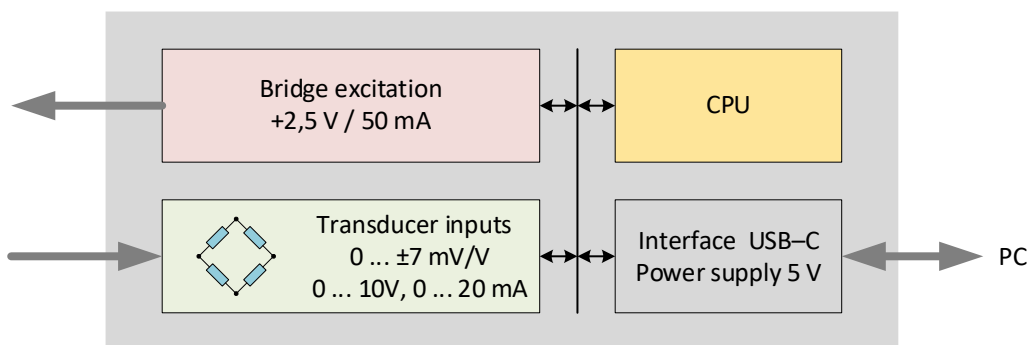 Bridge excitation
+2,5 V / 50 mA
CPU
Transducer inputs
0 ... ±7 mV/V
0 ... 10V, 0 ... 20 mA
Interface USB–C
Power supply 5 V
PC